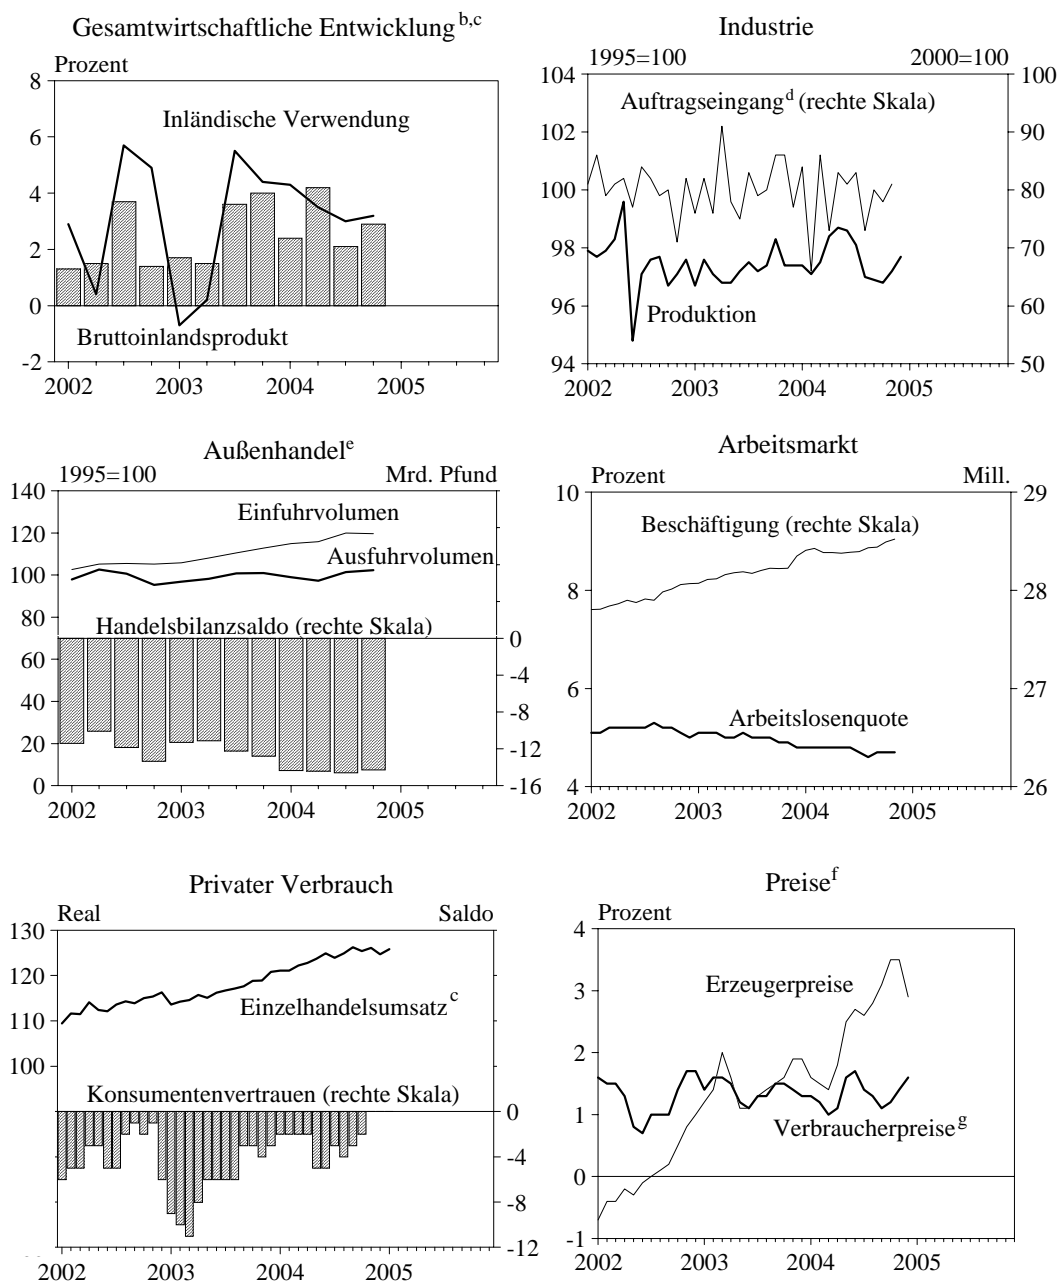 Gesamtwirtschaftliche Entwicklung b,c
Prozent
8
6
4
2
0
-2
Inländische Verwendung
Bruttoinlandsprodukt
2002 2003 2004 2005
Industrie
1995=100 2000=100
104 100
102 90
100 80
98 70
96 60
94 50
Auftragseingang d (rechte Skala)
Produktion
2002 2003 2004 2005
Außenhandel e
1995=100 Mrd. Pfund
140
120
100
80
60
40
20
0
Einfuhrvolumen
Ausfuhrvolumen
Handelsbilanzsaldo (rechte Skala)
0
-4
-8
-12
-16
2002 2003 2004 2005
Arbeitsmarkt
Prozent Mill.
10 29
8 28
6 27
4 26
Beschäftigung (rechte Skala)
Arbeitslosenquote
2002 2003 2004 2005
Privater Verbrauch
Real Saldo
130
120
110
100
Einzelhandelsumsatz c
Konsumentenvertrauen (rechte Skala)
0
-4
-8
-12
2002 2003 2004 2005
Preise f
Prozent
4
3
2
1
0
-1
Erzeugerpreise
Verbraucherpreise g
2002 2003 2004 2005